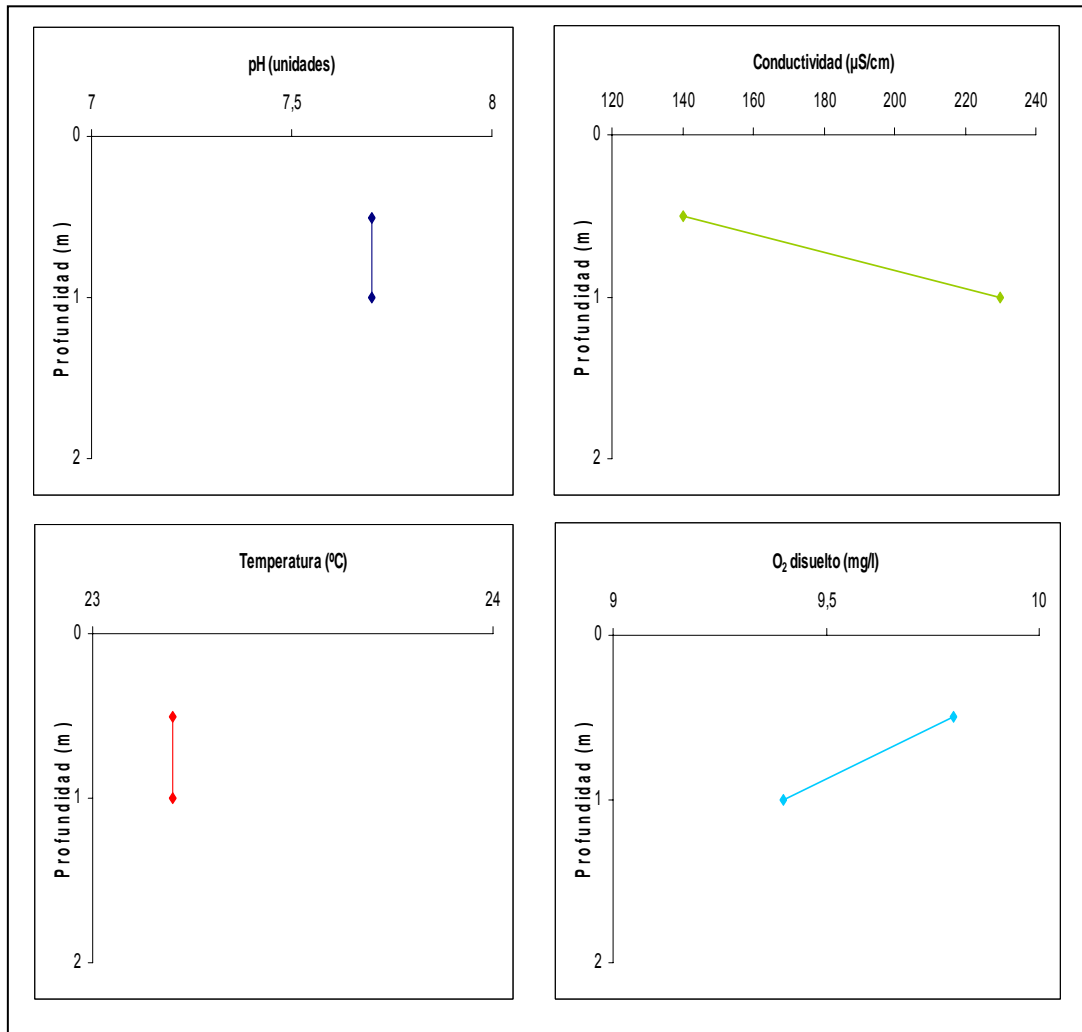 pH (unidades)
7 7,5 8
0
1
2
Profundidad (m)
Conductividad (µS/cm)
120 140 160 180 200 220 240
0
1
2
Profundidad (m)
Temperatura (ºC)
23 24
0
1
2
Profundidad (m)
O₂ disuelto (mg/l)
9 9,5 10
0
1
2
Profundidad (m)